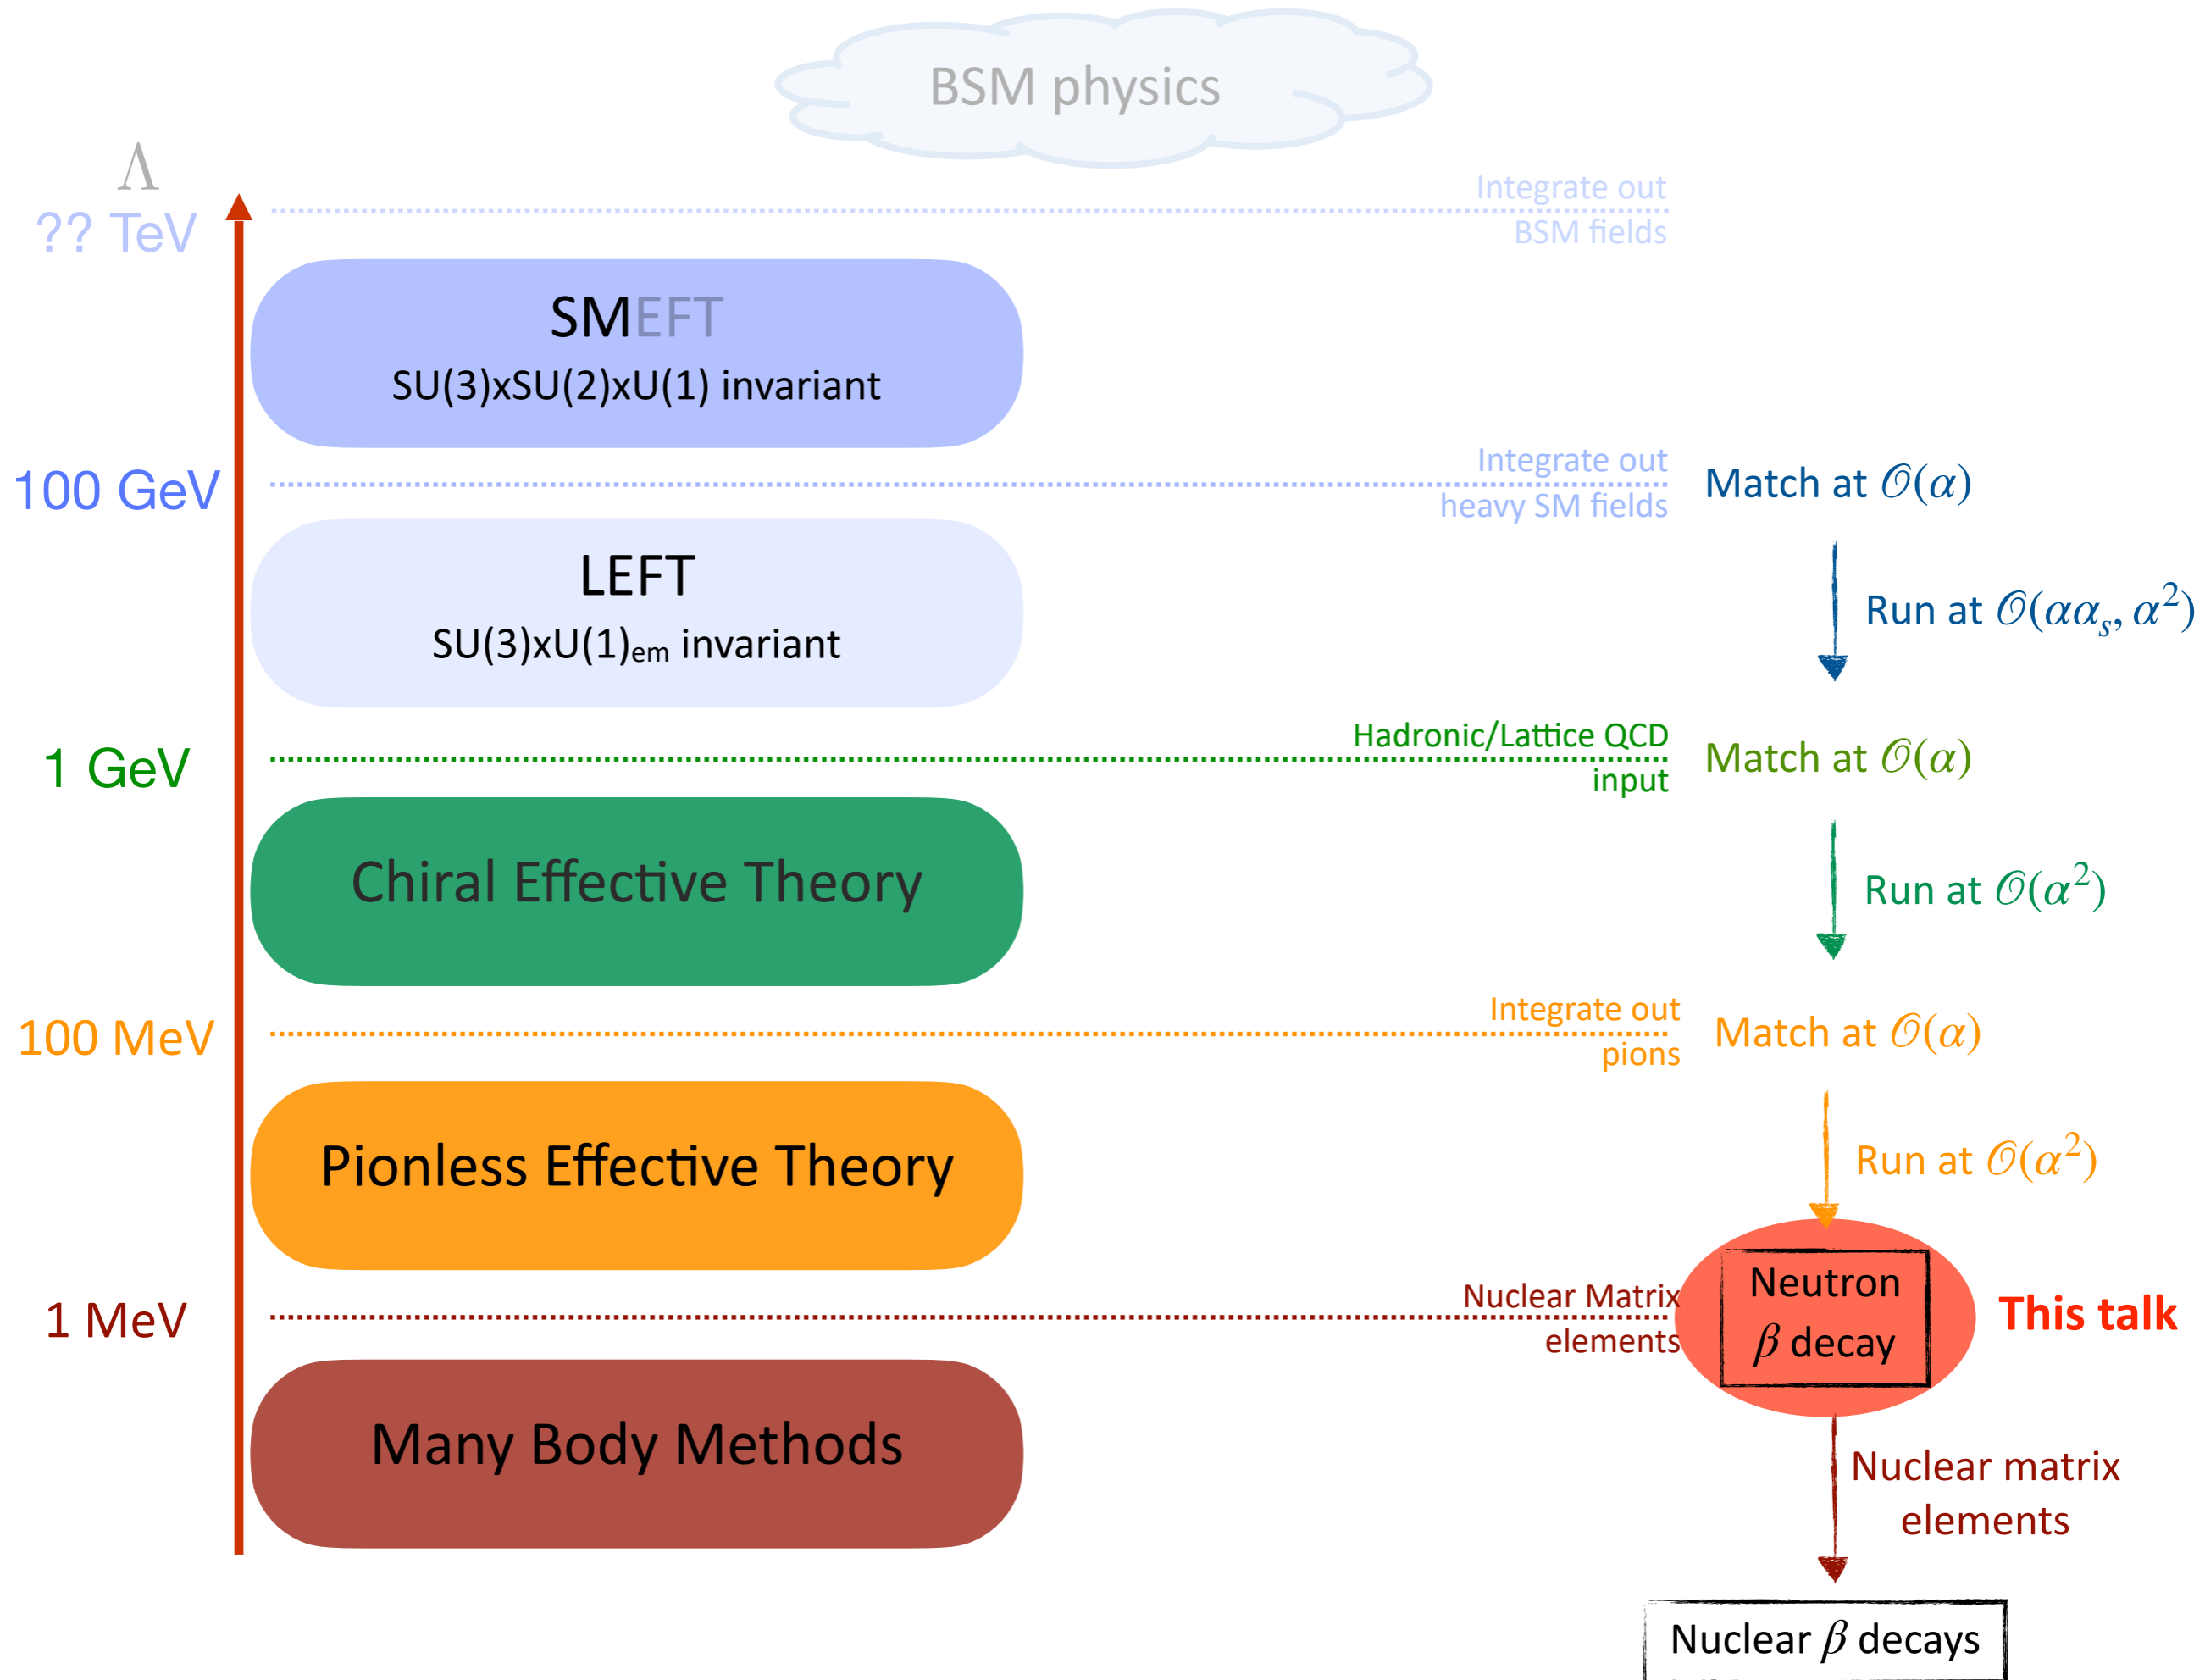 BSM physics
Λ
?? TeV
Integrate out
BSM fields
SMEFT
SU(3)xSU(2)xU(1) invariant
100 GeV
Integrate out
heavy SM fields
Match at 𝒪(α)
LEFT
SU(3)xU(1)em invariant
Run at 𝒪(αα_s, α²)
1 GeV
Hadronic/Lattice QCD
input
Match at 𝒪(α)
Chiral Effective Theory
Run at 𝒪(α²)
100 MeV
Integrate out
pions
Match at 𝒪(α)
Pionless Effective Theory
Run at 𝒪(α²)
1 MeV
Nuclear Matrix
elements
Neutron
β decay
This talk
Many Body Methods
Nuclear matrix
elements
Nuclear β decays